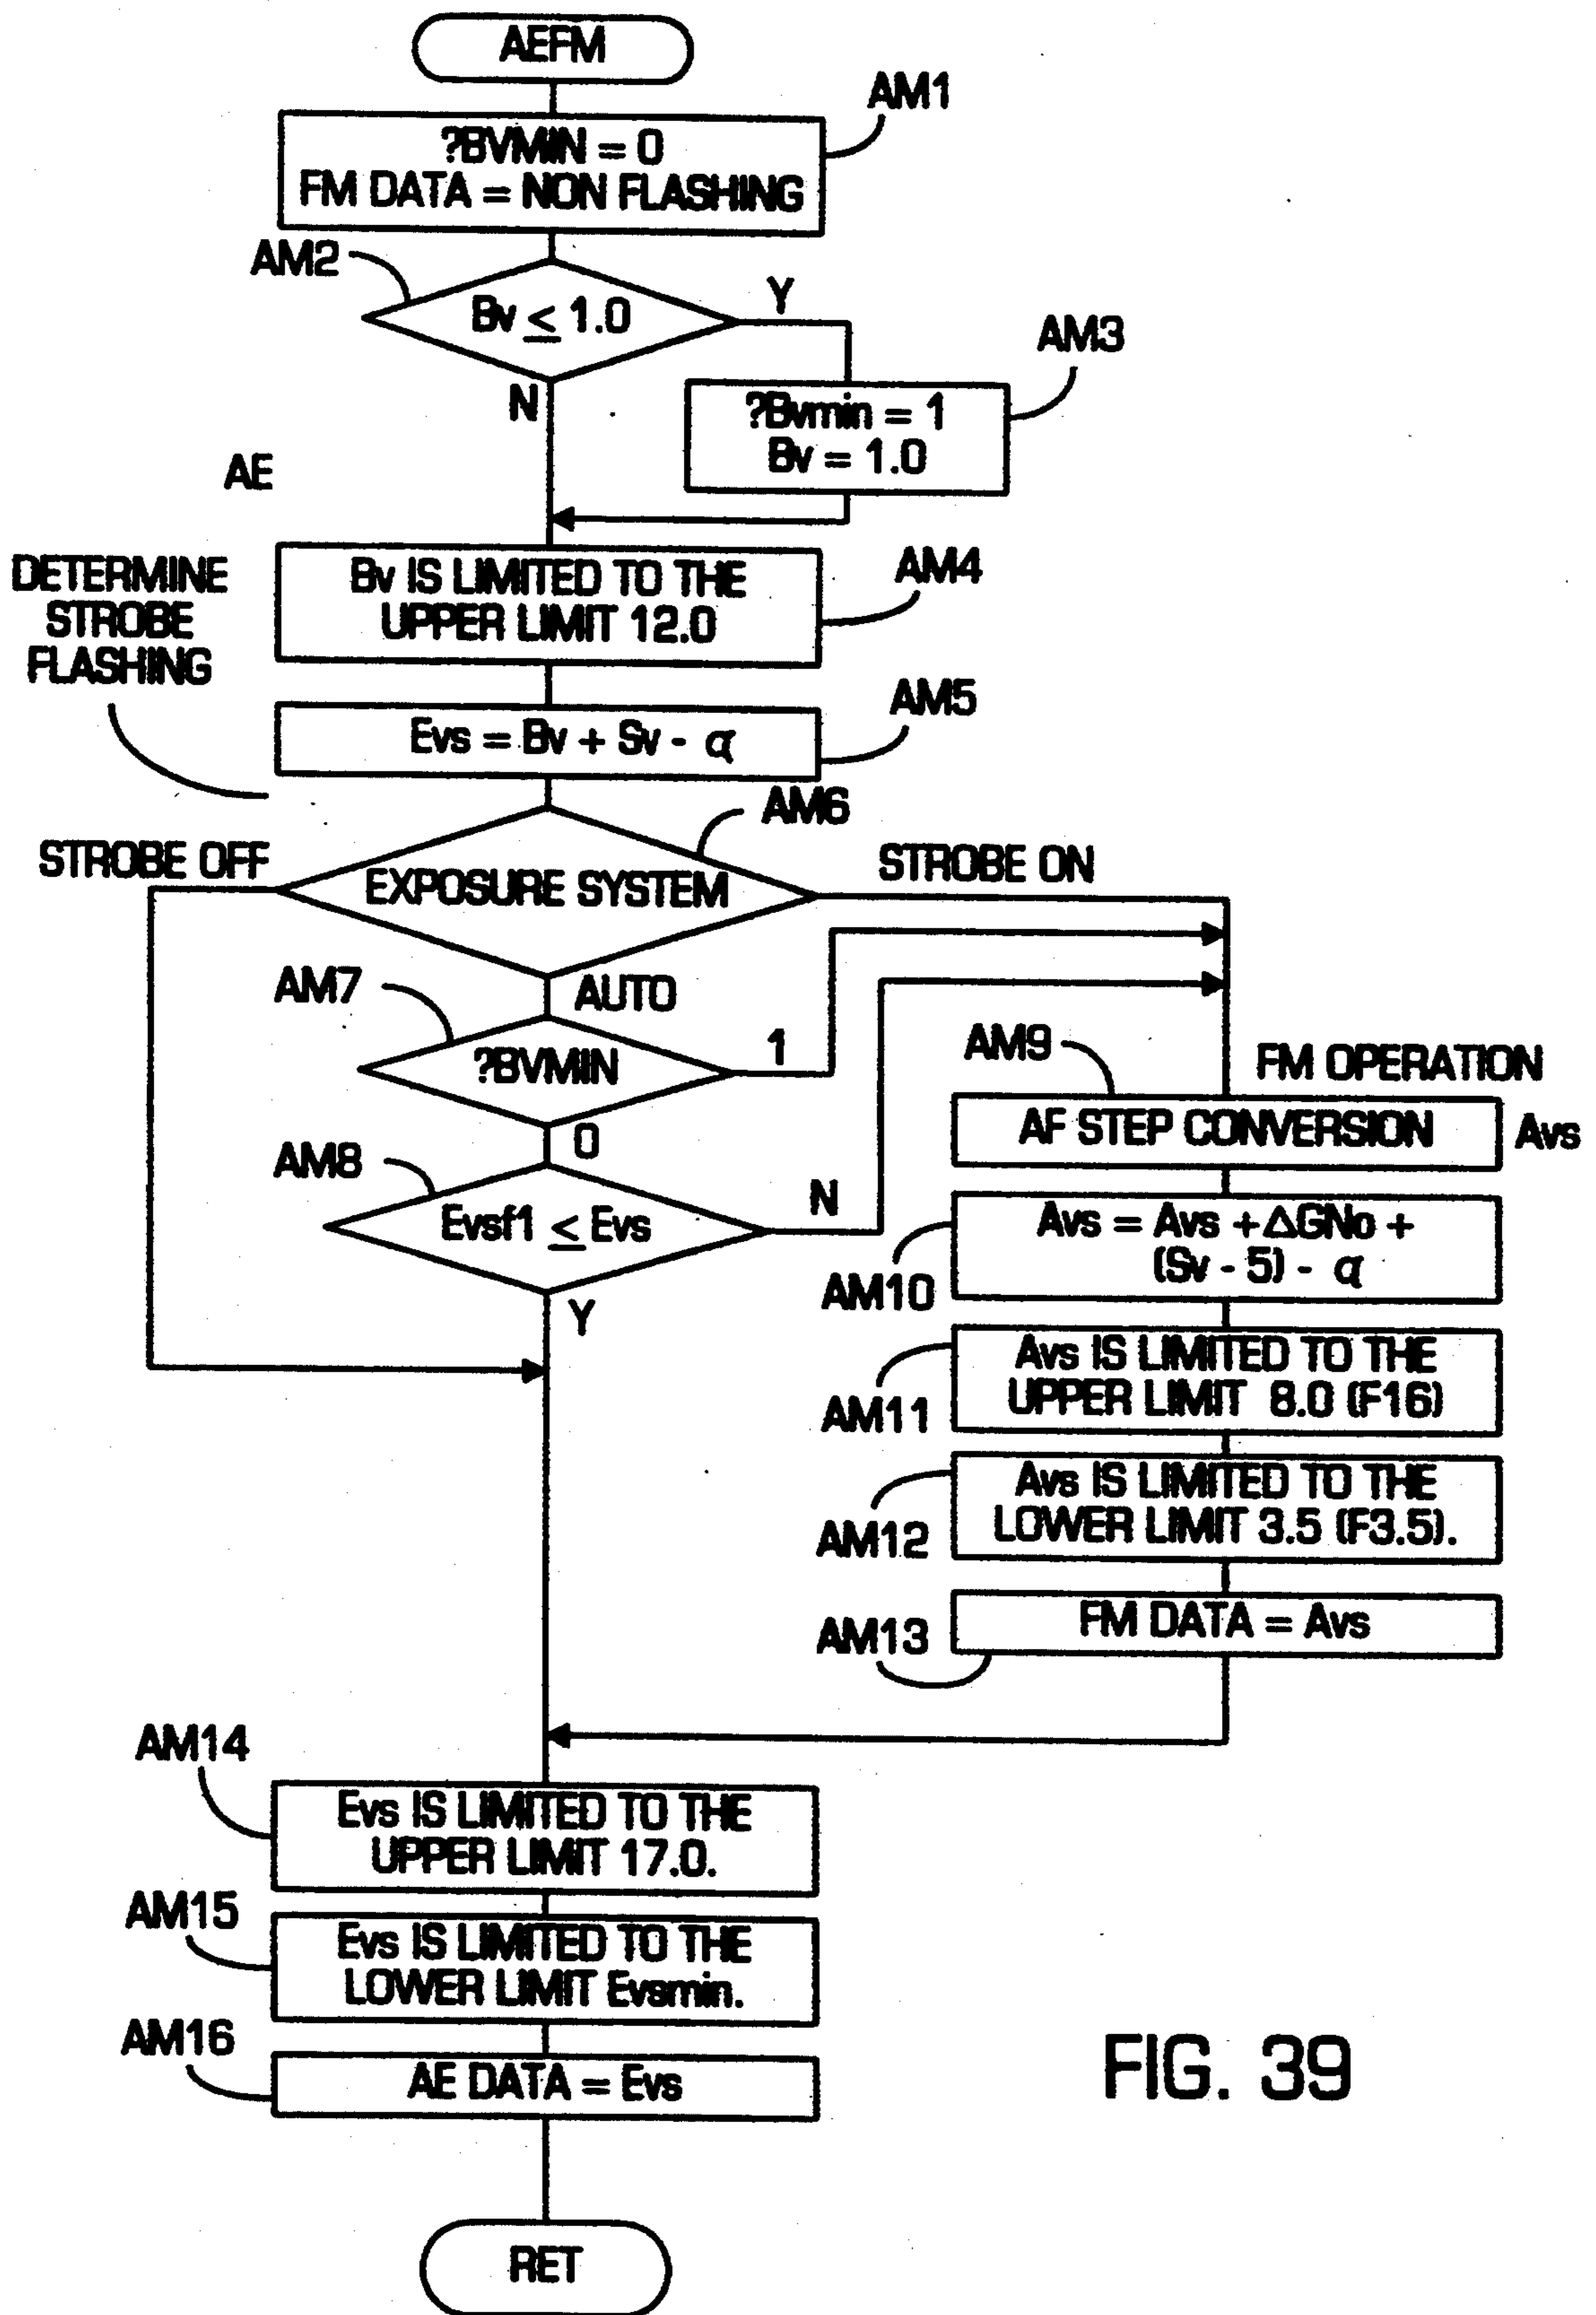 AEFM
AM1
?BVMIN = 0
FM DATA = NON FLASHING
AM2
Bv ≤ 1.0
Y
N
AM3
?Bvmin = 1
Bv = 1.0
AE
DETERMINE
STROBE
FLASHING
Bv IS LIMITED TO THE
UPPER LIMIT 12.0
AM4
Evs = Bv + Sv - α
AM5
AM6
STROBE OFF
EXPOSURE SYSTEM
STROBE ON
AUTO
AM7
?BVMIN
1
0
AM8
Evsf1 ≤ Evs
N
Y
AM9
FM OPERATION
AF STEP CONVERSION
Avs
Avs = Avs + ΔGNo +
(Sv - 5) - α
AM10
Avs IS LIMITED TO THE
UPPER LIMIT 8.0 (F16)
AM11
Avs IS LIMITED TO THE
LOWER LIMIT 3.5 (F3.5).
AM12
FM DATA = Avs
AM13
AM14
Evs IS LIMITED TO THE
UPPER LIMIT 17.0.
AM15
Evs IS LIMITED TO THE
LOWER LIMIT Evsmin.
AM16
AE DATA = Evs
RET
FIG. 39